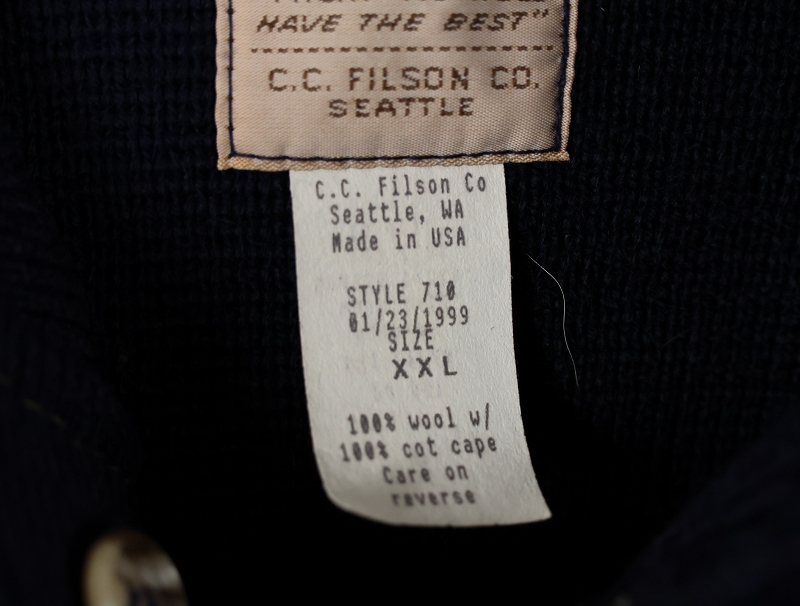 HAVE THE BEST"
C.C. FILSON CO.
SEATTLE
C.C. Filson Co
Seattle, WA
Made in USA
STYLE 710
01/23/1999
SIZE
XXL
100% wool w/
100% cot cape
Care on
reverse